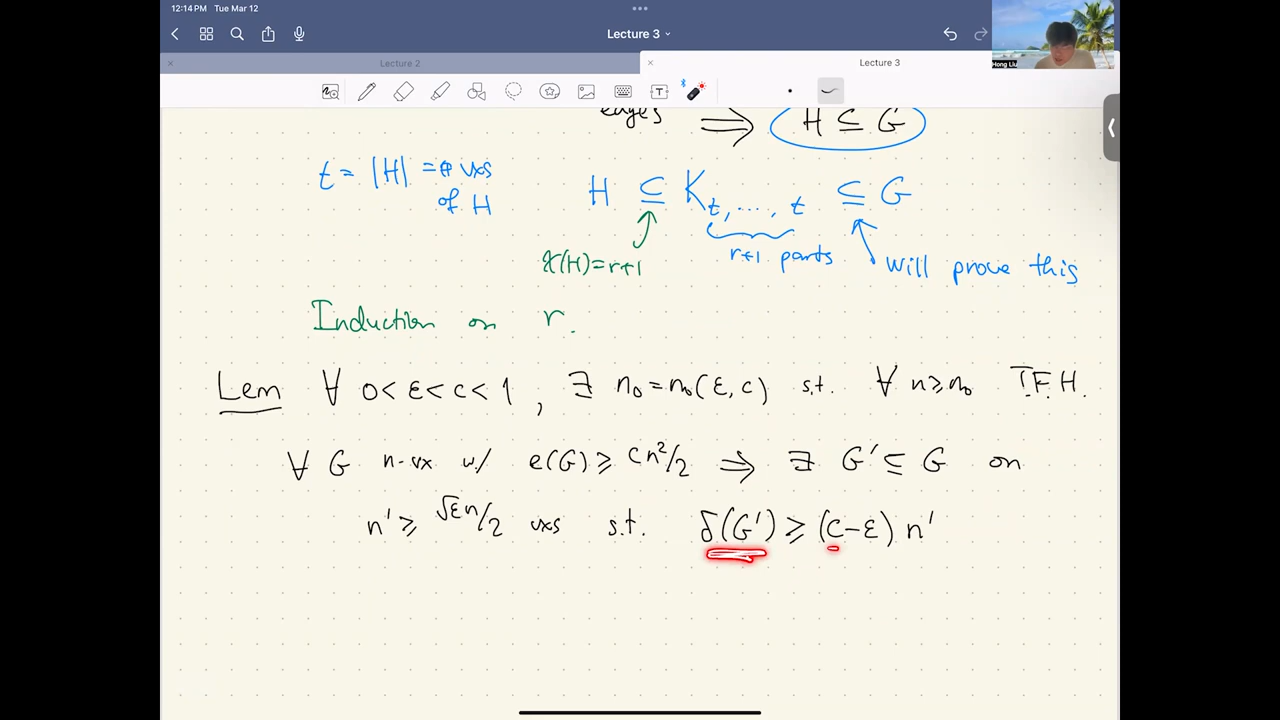 12:14 PM Tue Mar 12
Lecture 3
Lecture 2
Lecture 3
Hong Liu
edges ⟹ H ⊆ G
t = |H| = # vxs of H
H ⊆ K_{t, ..., t} ⊆ G
χ(H)=r+1
r+1 parts
will prove this
Induction on r.
Lem ∀ 0<ε<c<1, ∃ n₀=n₀(ε,c) s.t. ∀ n≥n₀ T.F.H.
∀ G n-vx w/ e(G) ≥ cn²/2 ⟹ ∃ G' ⊆ G on
n' ≥ √ε n/2 vxs s.t. δ(G') ≥ (c-ε) n'